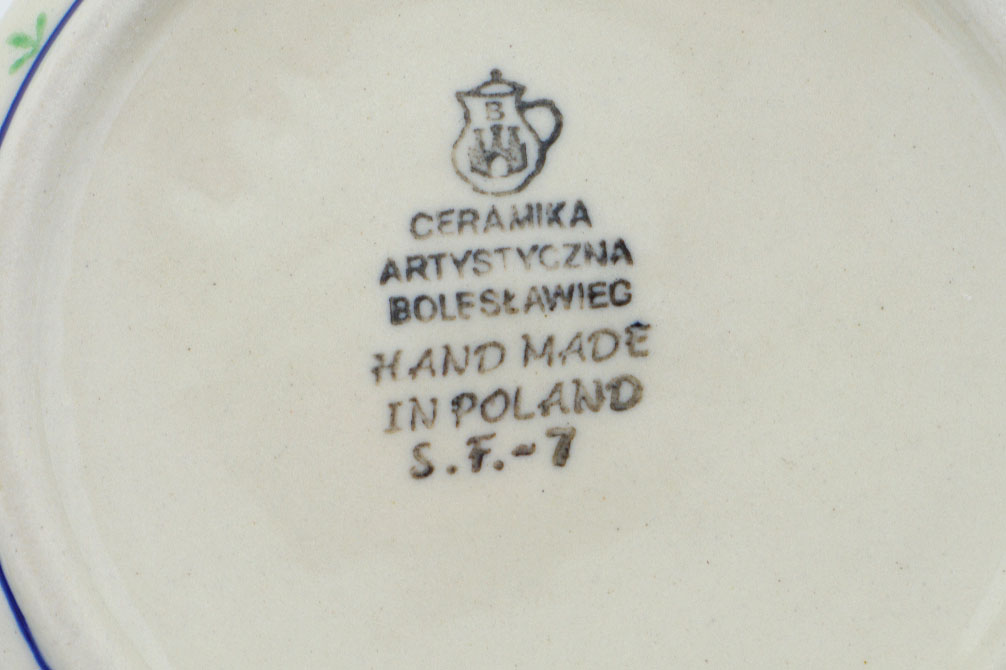 B
CERAMIKA
ARTYSTYCZNA
BOLESŁAWIEC
HAND MADE
IN POLAND
S.F.-7